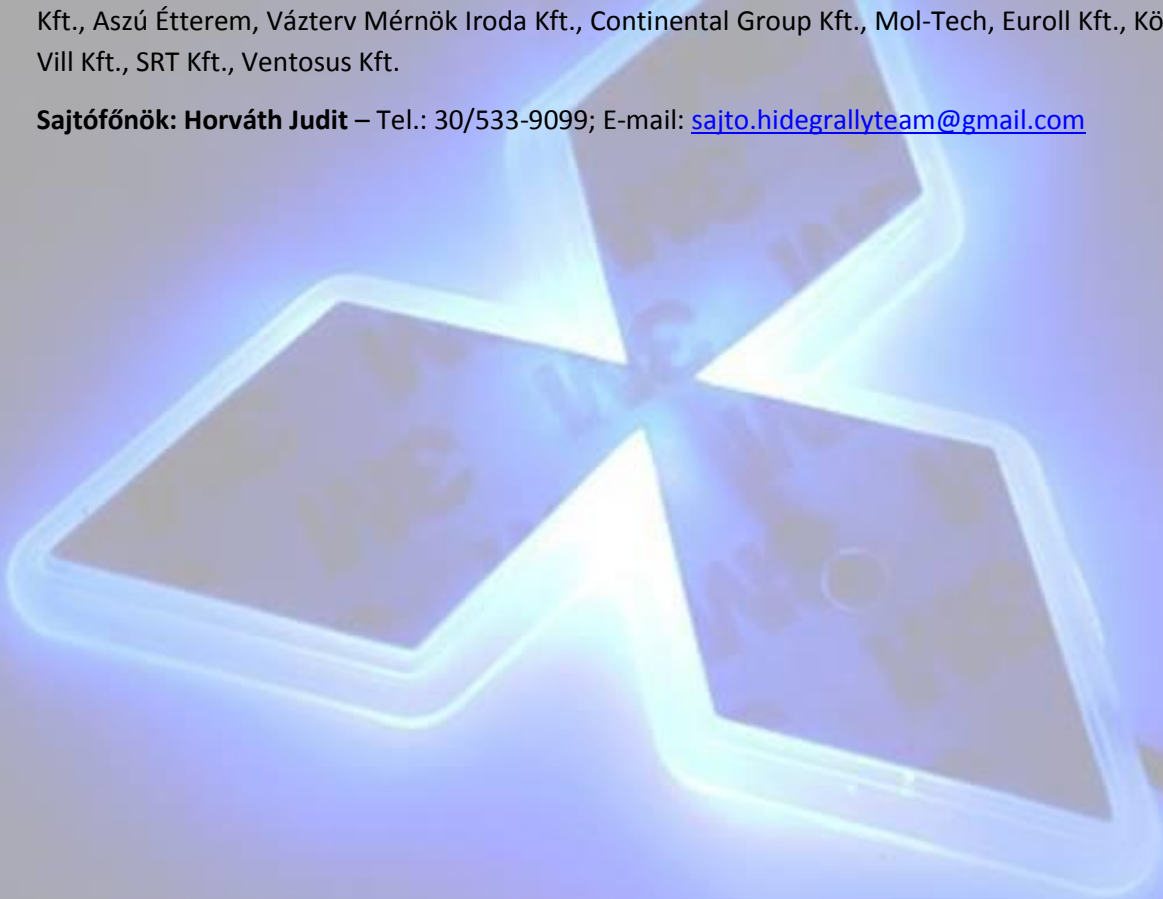 Kft., Aszú Étterem, Vázterv Mérnök Iroda Kft., Continental Group Kft., Mol-Tech, Euroll Kft., Kö
Vill Kft., SRT Kft., Ventosus Kft.
Sajtófőnök: Horváth Judit – Tel.: 30/533-9099; E-mail: sajto.hidegrallyteam@gmail.com